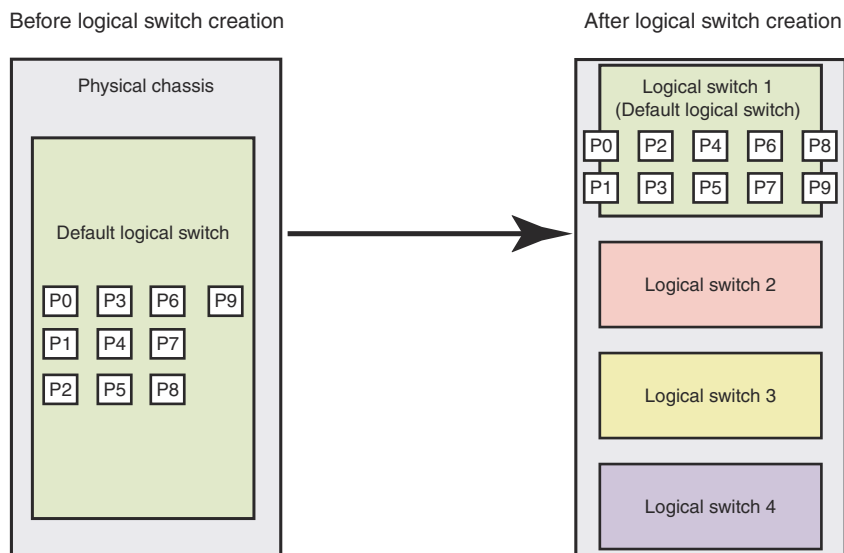 Before logical switch creation
After logical switch creation
Physical chassis
Default logical switch
P0 P3 P6 P9
P1 P4 P7
P2 P5 P8
Logical switch 1
(Default logical switch)
P0 P2 P4 P6 P8
P1 P3 P5 P7 P9
Logical switch 2
Logical switch 3
Logical switch 4